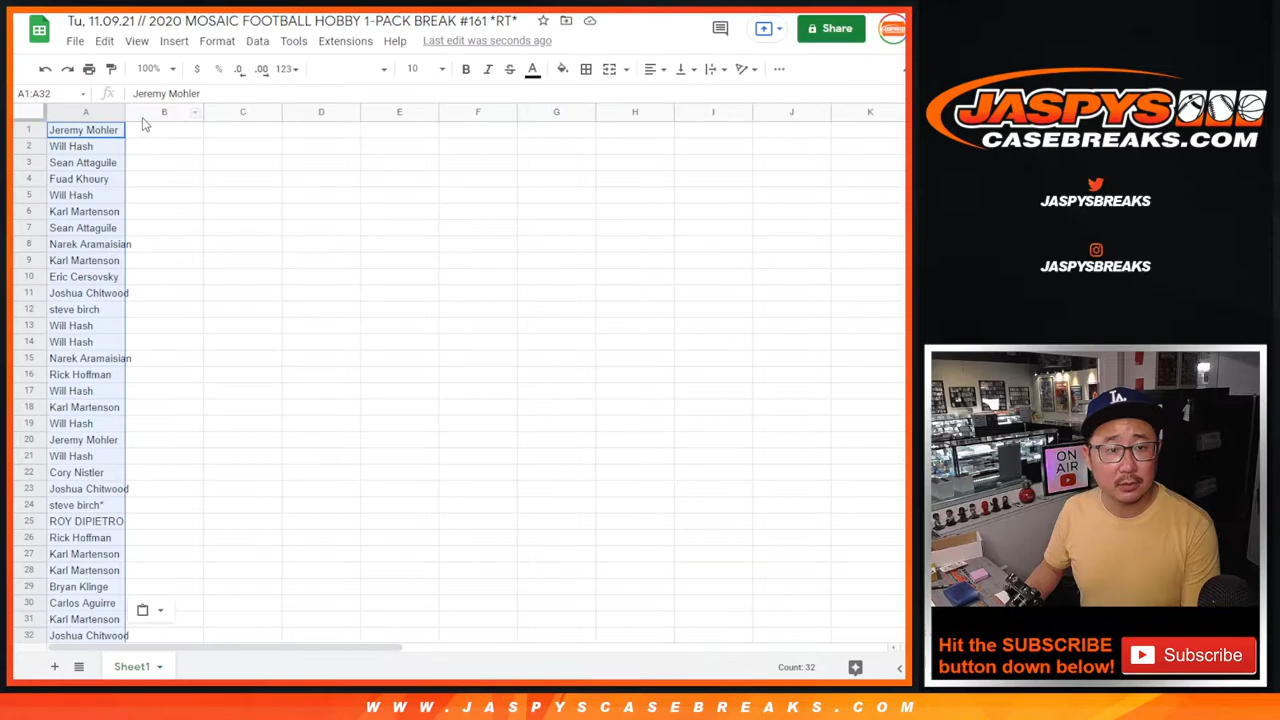 Tu, 11.09.21 // 2020 MOSAIC FOOTBALL HOBBY 1-PACK BREAK #161 *RT*
File Edit View Insert Format Data Tools Extensions Help Last edit was seconds ago
Share
100% $ % .0 .00 123 10 B I S A
A1:A32 fx Jeremy Mohler
A B C D E F G H I J K
1 Jeremy Mohler
2 Will Hash
3 Sean Attaguile
4 Fuad Khoury
5 Will Hash
6 Karl Martenson
7 Sean Attaguile
8 Narek Aramaisian
9 Karl Martenson
10 Eric Cersovsky
11 Joshua Chitwood
12 steve birch
13 Will Hash
14 Will Hash
15 Narek Aramaisian
16 Rick Hoffman
17 Will Hash
18 Karl Martenson
19 Will Hash
20 Jeremy Mohler
21 Will Hash
22 Cory Nistler
23 Joshua Chitwood
24 steve birch*
25 ROY DIPIETRO
26 Rick Hoffman
27 Karl Martenson
28 Karl Martenson
29 Bryan Klinge
30 Carlos Aguirre
31 Karl Martenson
32 Joshua Chitwood
Sheet1
Count: 32
JASPYS
CASEBREAKS.COM
JASPYSBREAKS
JASPYSBREAKS
LA
ON
AIR
Hit the SUBSCRIBE
button down below!
Subscribe
WWW.JASPYSCASEBREAKS.COM